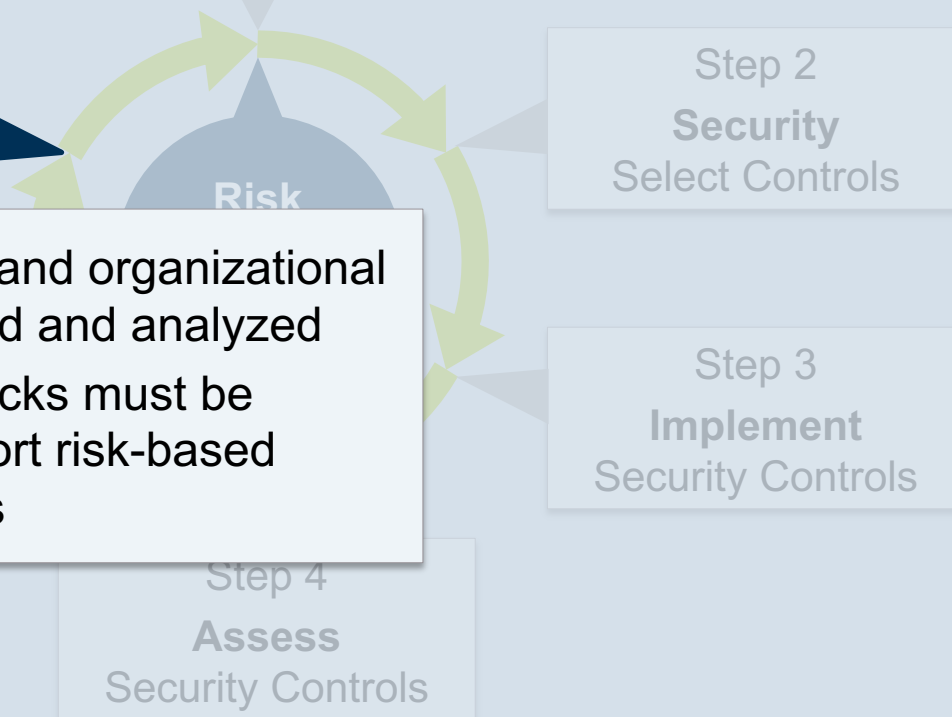 Step 2
Security
Select Controls
Risk
and organizational
d and analyzed
cks must be
ort risk-based
s
Step 3
Implement
Security Controls
Step 4
Assess
Security Controls